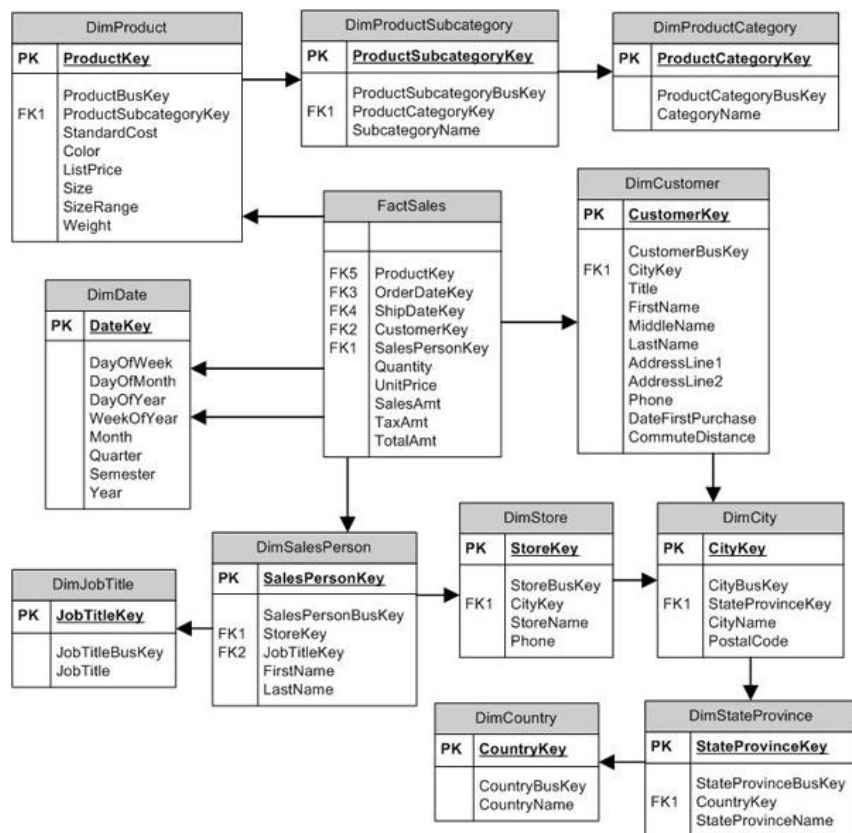 DimProduct
PK ProductKey
ProductBusKey
FK1 ProductSubcategoryKey
StandardCost
Color
ListPrice
Size
SizeRange
Weight
DimProductSubcategory
PK ProductSubcategoryKey
ProductSubcategoryBusKey
FK1 ProductCategoryKey
SubcategoryName
DimProductCategory
PK ProductCategoryKey
ProductCategoryBusKey
CategoryName
FactSales
FK5 ProductKey
FK3 OrderDateKey
FK4 ShipDateKey
FK2 CustomerKey
FK1 SalesPersonKey
Quantity
UnitPrice
SalesAmt
TaxAmt
TotalAmt
DimCustomer
PK CustomerKey
CustomerBusKey
FK1 CityKey
Title
FirstName
MiddleName
LastName
AddressLine1
AddressLine2
Phone
DateFirstPurchase
CommuteDistance
DimDate
PK DateKey
DayOfWeek
DayOfMonth
DayOfYear
WeekOfYear
Month
Quarter
Semester
Year
DimSalesPerson
PK SalesPersonKey
SalesPersonBusKey
FK1 StoreKey
FK2 JobTitleKey
FirstName
LastName
DimStore
PK StoreKey
StoreBusKey
FK1 CityKey
StoreName
Phone
DimCity
PK CityKey
CityBusKey
FK1 StateProvinceKey
CityName
PostalCode
DimJobTitle
PK JobTitleKey
JobTitleBusKey
JobTitle
DimCountry
PK CountryKey
CountryBusKey
CountryName
DimStateProvince
PK StateProvinceKey
StateProvinceBusKey
FK1 CountryKey
StateProvinceName